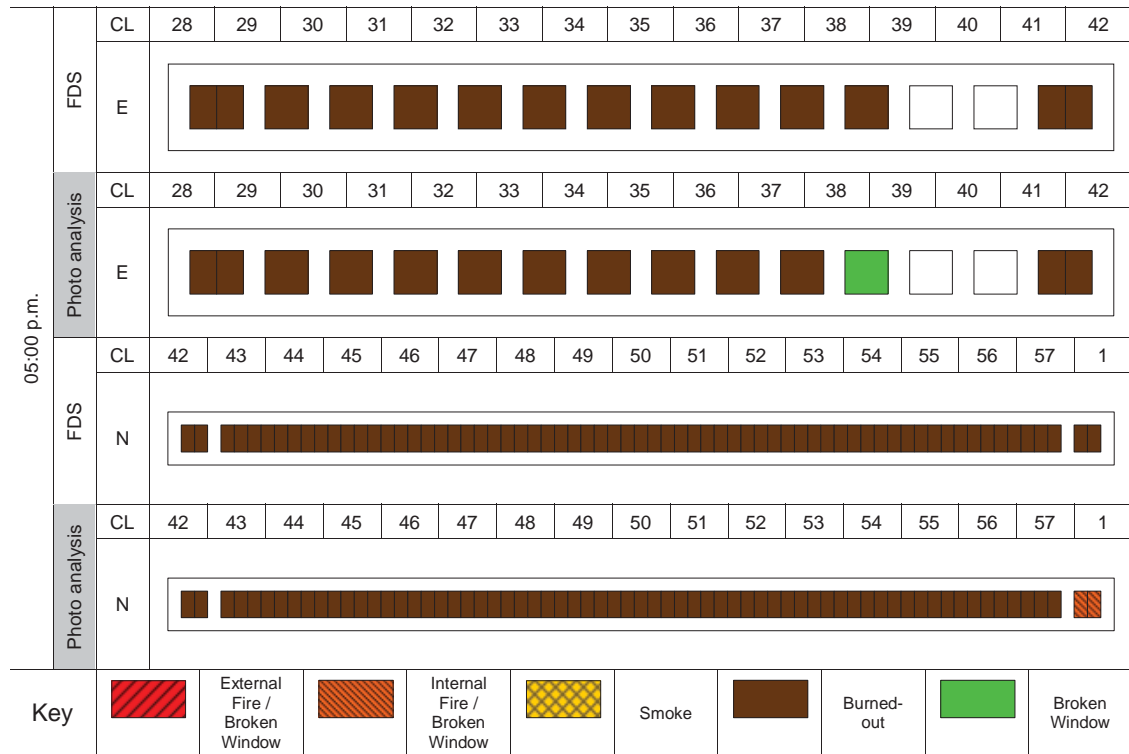 05:00 p.m.
FDS
CL 28 29 30 31 32 33 34 35 36 37 38 39 40 41 42
E
Photo analysis
CL 28 29 30 31 32 33 34 35 36 37 38 39 40 41 42
E
FDS
CL 42 43 44 45 46 47 48 49 50 51 52 53 54 55 56 57 1
N
Photo analysis
CL 42 43 44 45 46 47 48 49 50 51 52 53 54 55 56 57 1
N
Key
External
Fire /
Broken
Window
Internal
Fire /
Broken
Window
Smoke
Burned-
out
Broken
Window